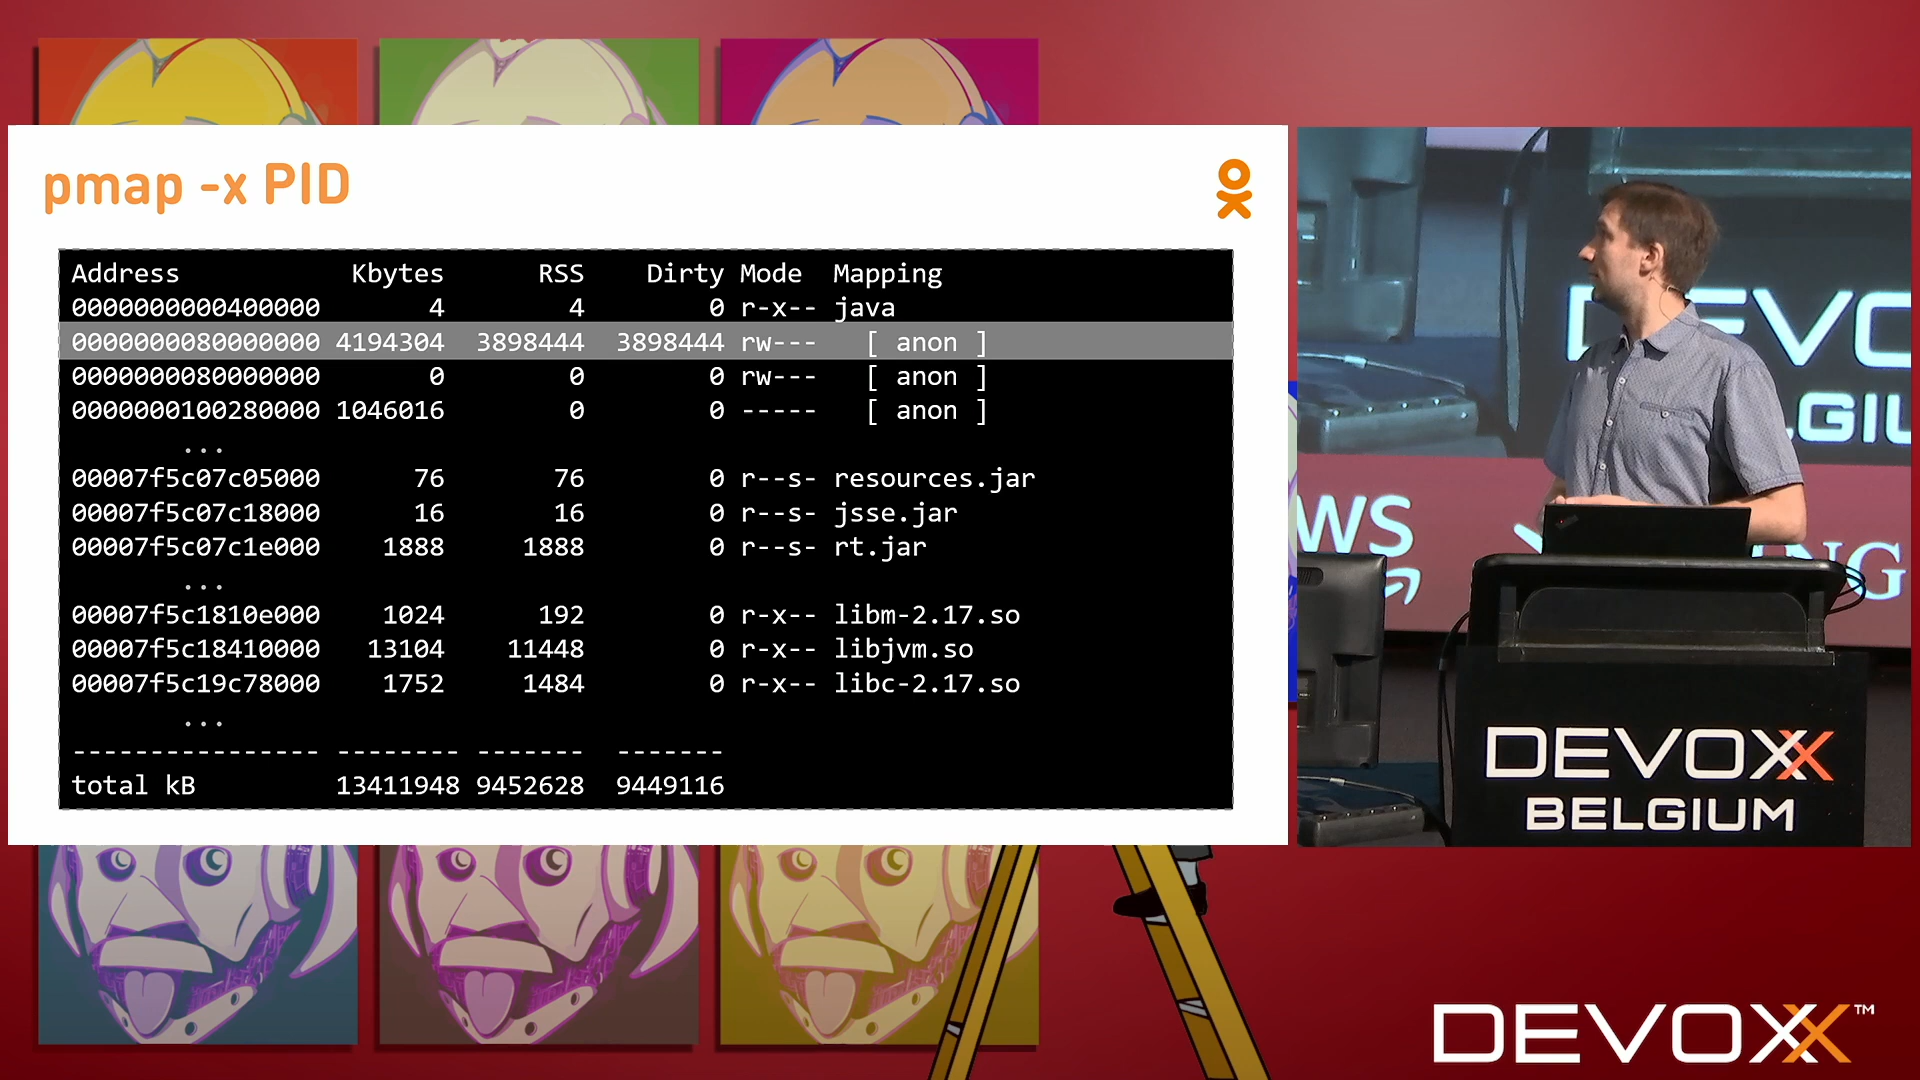 pmap -x PID
Address Kbytes RSS Dirty Mode Mapping
0000000000400000 4 4 0 r-x-- java
0000000080000000 4194304 3898444 3898444 rw--- [ anon ]
0000000080000000 0 0 0 rw--- [ anon ]
0000000100280000 1046016 0 0 ----- [ anon ]
...
00007f5c07c05000 76 76 0 r--s- resources.jar
00007f5c07c18000 16 16 0 r--s- jsse.jar
00007f5c07c1e000 1888 1888 0 r--s- rt.jar
...
00007f5c1810e000 1024 192 0 r-x-- libm-2.17.so
00007f5c18410000 13104 11448 0 r-x-- libjvm.so
00007f5c19c78000 1752 1484 0 r-x-- libc-2.17.so
...
---------------- -------- ------- -------
total kB 13411948 9452628 9449116
DEVOXX
BELGIUM
DEVOXX™